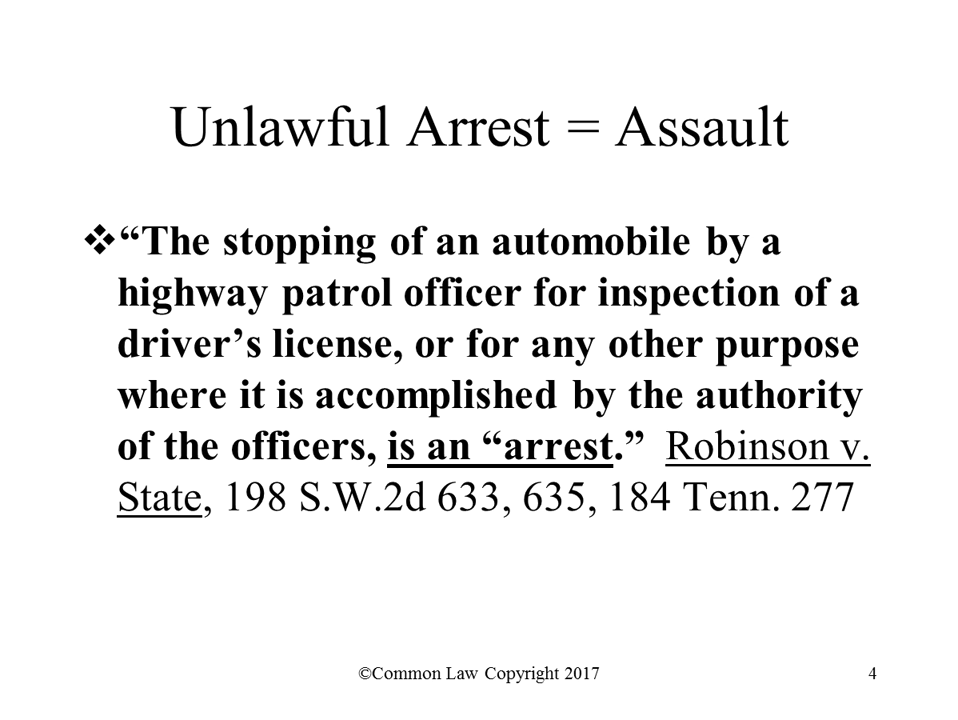 Unlawful Arrest = Assault
❖“The stopping of an automobile by a
highway patrol officer for inspection of a
driver’s license, or for any other purpose
where it is accomplished by the authority
of the officers, is an “arrest.” Robinson v.
State, 198 S.W.2d 633, 635, 184 Tenn. 277
©Common Law Copyright 2017
4